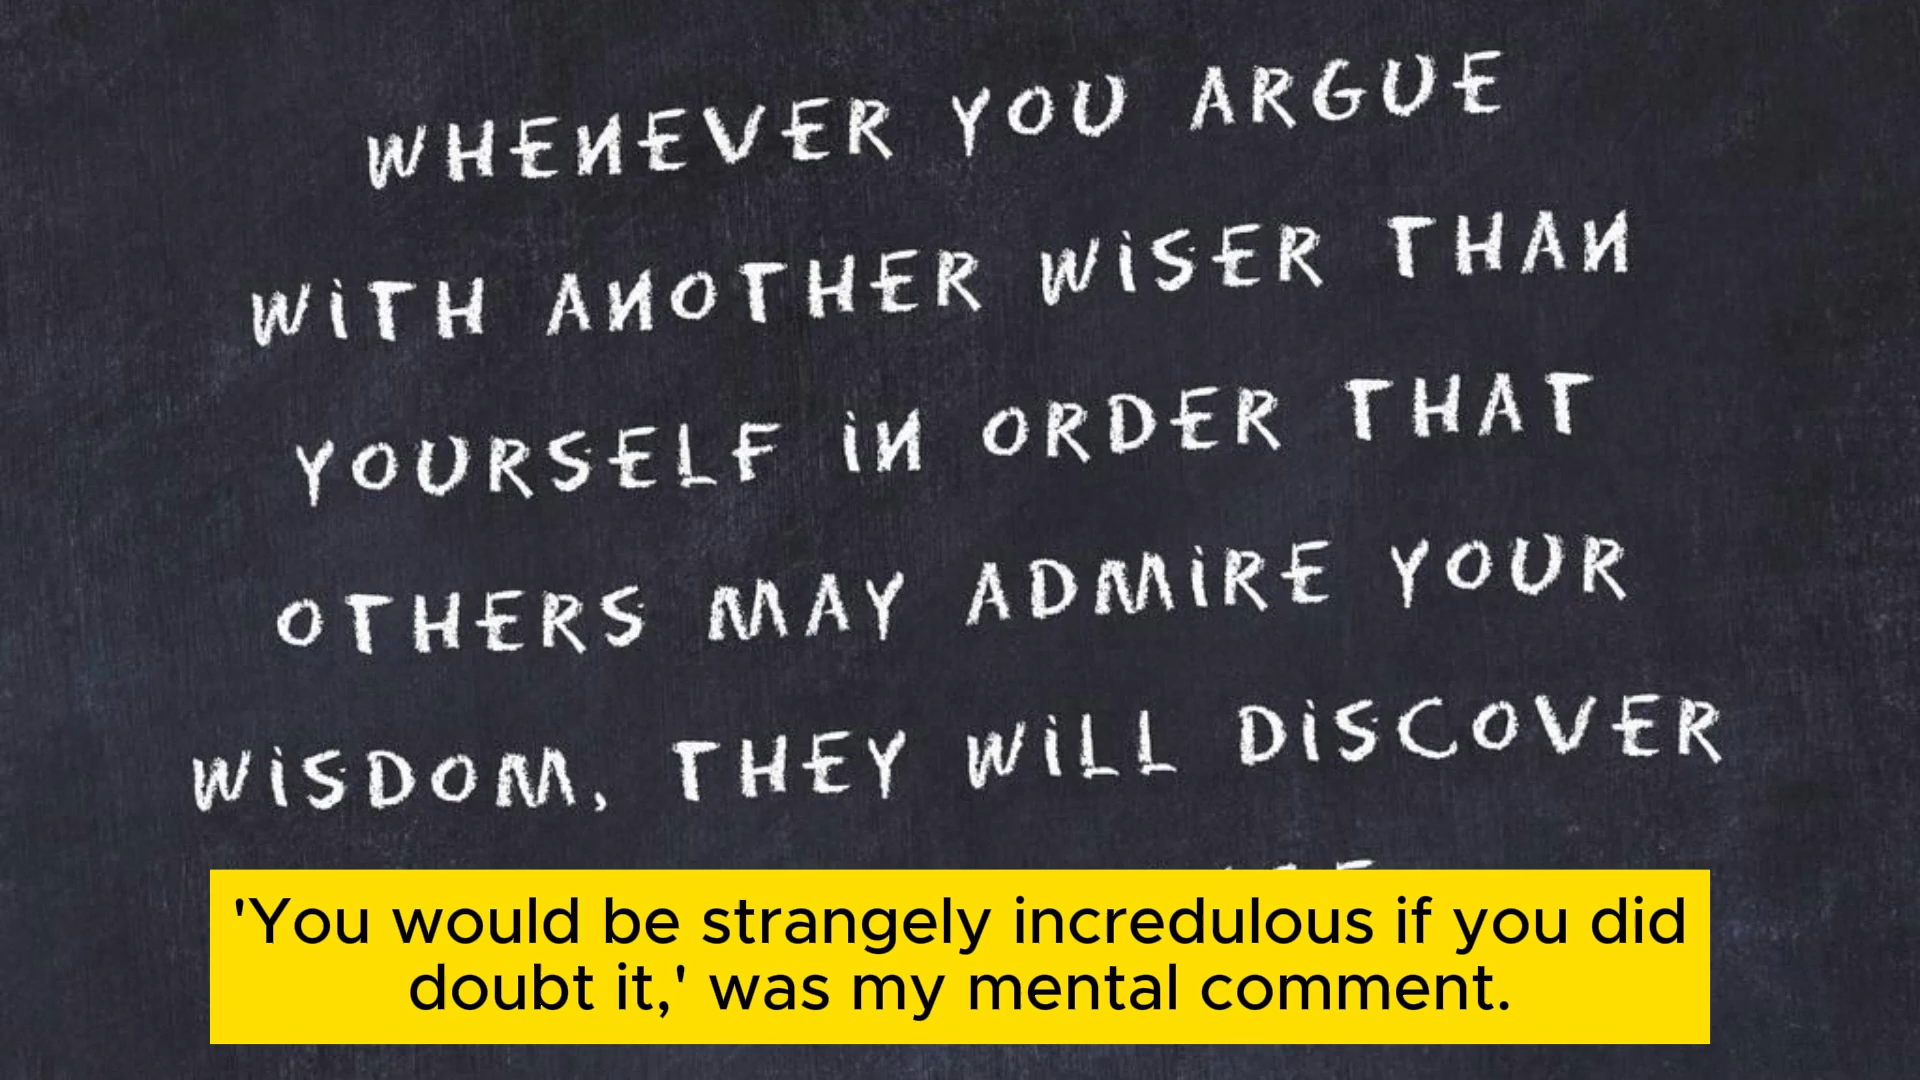 WHENEVER YOU ARGUE
WITH ANOTHER WISER THAN
YOURSELF IN ORDER THAT
OTHERS MAY ADMIRE YOUR
WISDOM, THEY WILL DISCOVER
'You would be strangely incredulous if you did
doubt it,' was my mental comment.